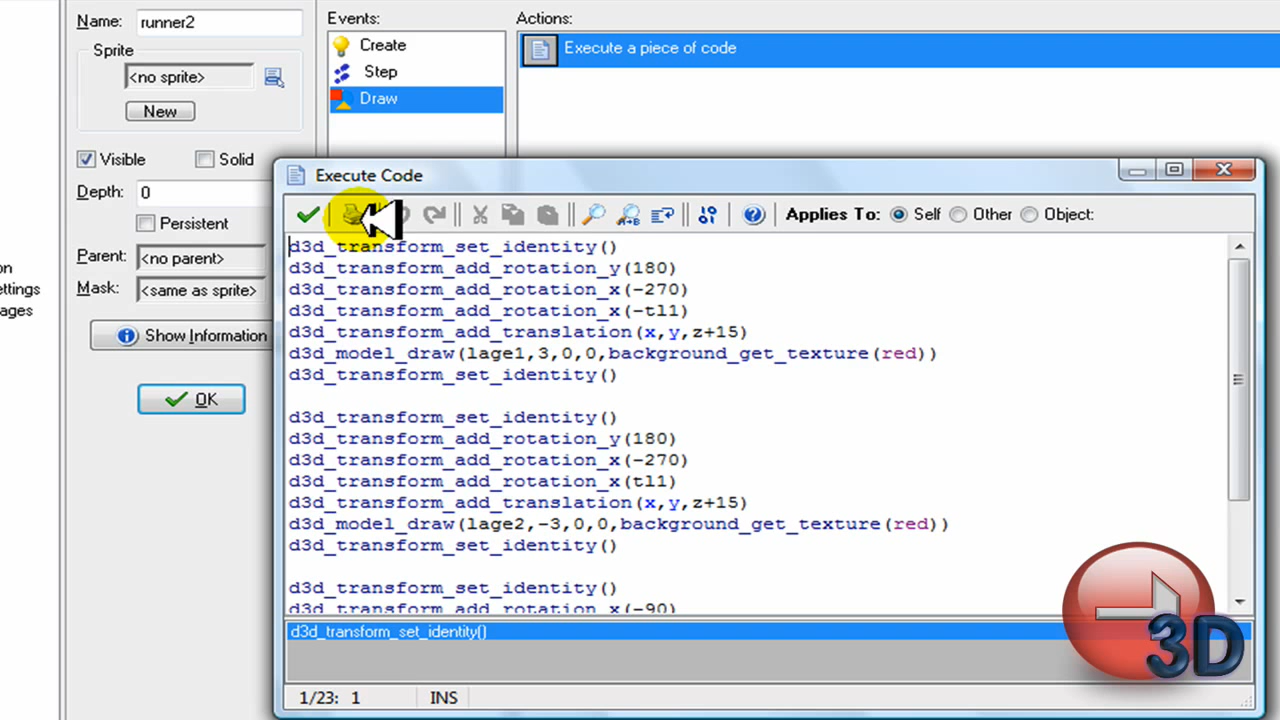 Name: runner2
Sprite
<no sprite>
New
Visible Solid
Depth: 0
Persistent
Parent: <no parent>
Mask: <same as sprite>
Show Information
OK
on
ettings
ages
Events:
Create
Step
Draw
Actions:
Execute a piece of code
Execute Code
Applies To: Self Other Object:
d3d_transform_set_identity()
d3d_transform_add_rotation_y(180)
d3d_transform_add_rotation_x(-270)
d3d_transform_add_rotation_x(-tl1)
d3d_transform_add_translation(x,y,z+15)
d3d_model_draw(lage1,3,0,0,background_get_texture(red))
d3d_transform_set_identity()
d3d_transform_set_identity()
d3d_transform_add_rotation_y(180)
d3d_transform_add_rotation_x(-270)
d3d_transform_add_rotation_x(tl1)
d3d_transform_add_translation(x,y,z+15)
d3d_model_draw(lage2,-3,0,0,background_get_texture(red))
d3d_transform_set_identity()
d3d_transform_set_identity()
d3d_transform_add_rotation_x(-90)
d3d_transform_set_identity()
1/23: 1 INS
3D